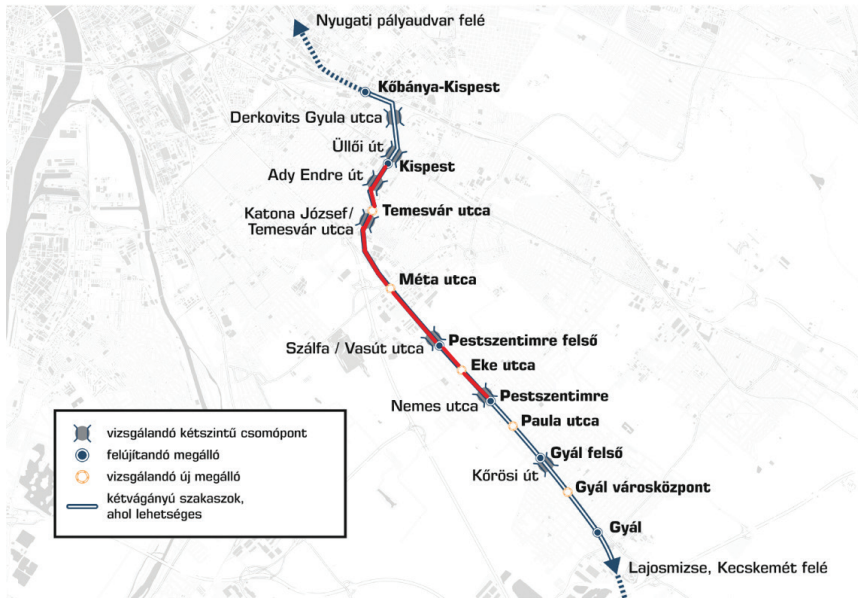 Nyugati pályaudvar felé
Kőbánya-Kispest
Derkovits Gyula utca
Üllői út
Kispest
Ady Endre út
Temesvár utca
Katona József/
Temesvár utca
Méta utca
Pestszentimre felső
Szálfa / Vasút utca
Eke utca
Pestszentimre
Nemes utca
Paula utca
Gyál felső
Kőrösi út
Gyál városközpont
Gyál
Lajosmizse, Kecskemét felé
vizsgálandó kétszintű csomópont
felújítandó megálló
vizsgálandó új megálló
kétvágányú szakaszok,
ahol lehetséges